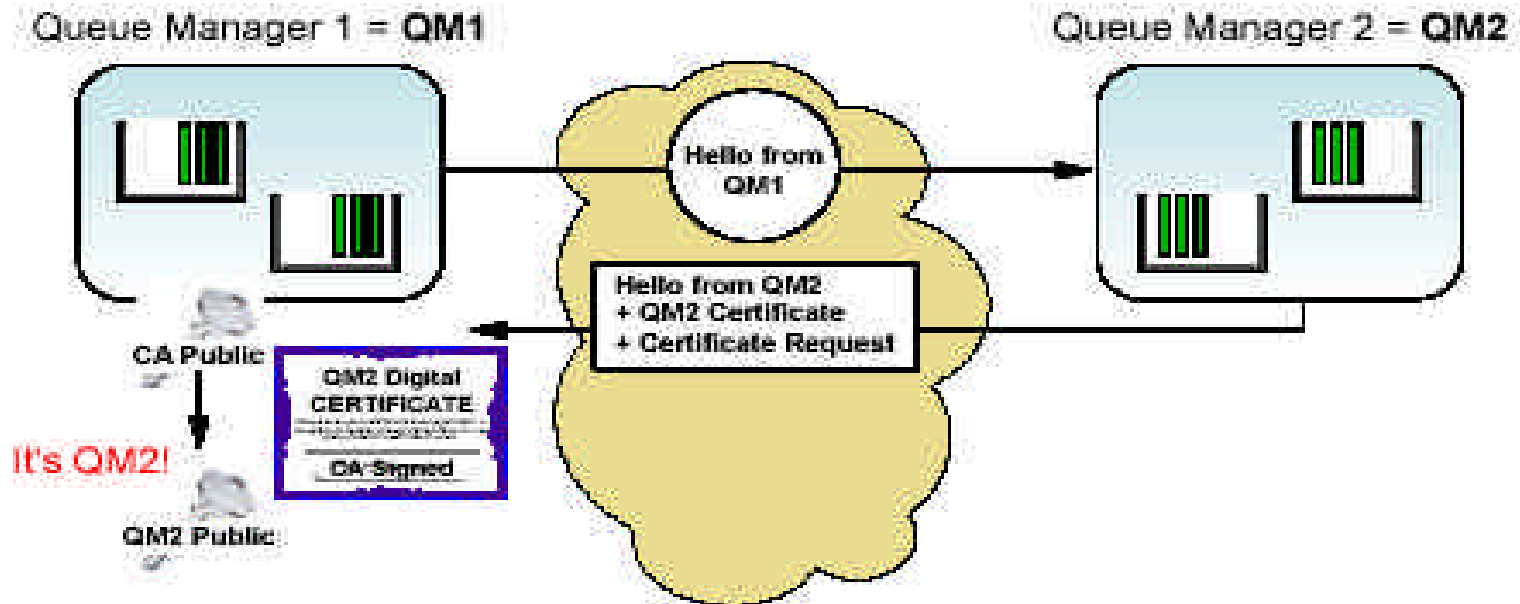 Queue Manager 1 = QM1
Queue Manager 2 = QM2
Hello from
QM1
Hello from QM2
+ QM2 Certificate
+ Certificate Request
CA Public
QM2 Digital
CERTIFICATE
CA Signed
It's QM2!
QM2 Public